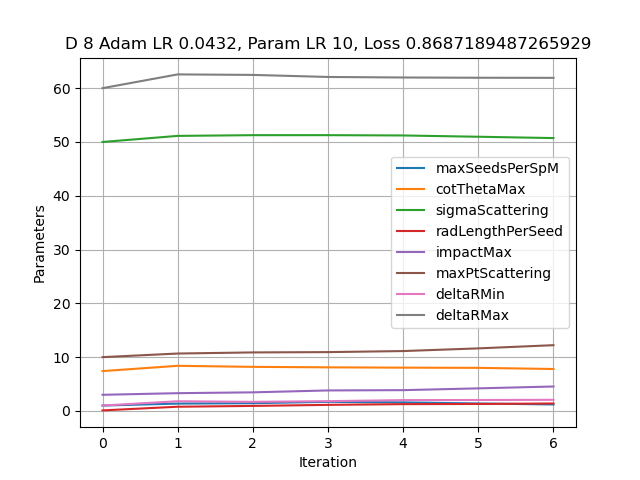 D 8 Adam LR 0.0432, Param LR 10, Loss 0.8687189487265929
60
50
40
30
20
10
0
Parameters
maxSeedsPerSpM
cotThetaMax
sigmaScattering
radLengthPerSeed
impactMax
maxPtScattering
deltaRMin
deltaRMax
0 1 2 3 4 5 6
Iteration